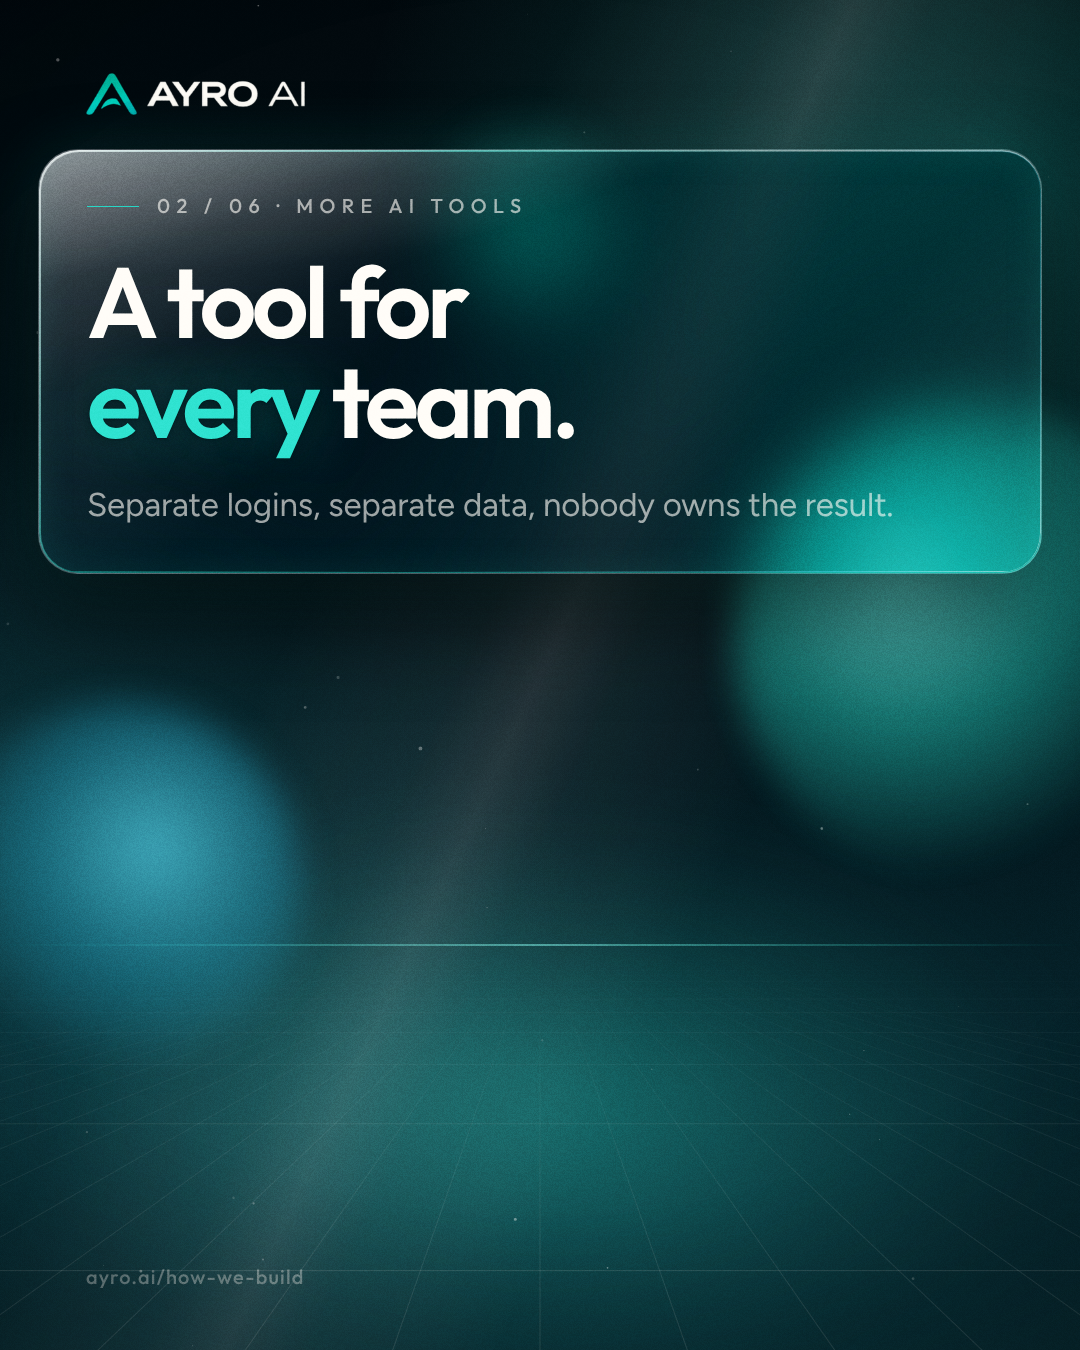 AYRO AI
02 / 06 · MORE AI TOOLS
A tool for
every team.
Separate logins, separate data, nobody owns the result.
ayro.ai/how-we-build